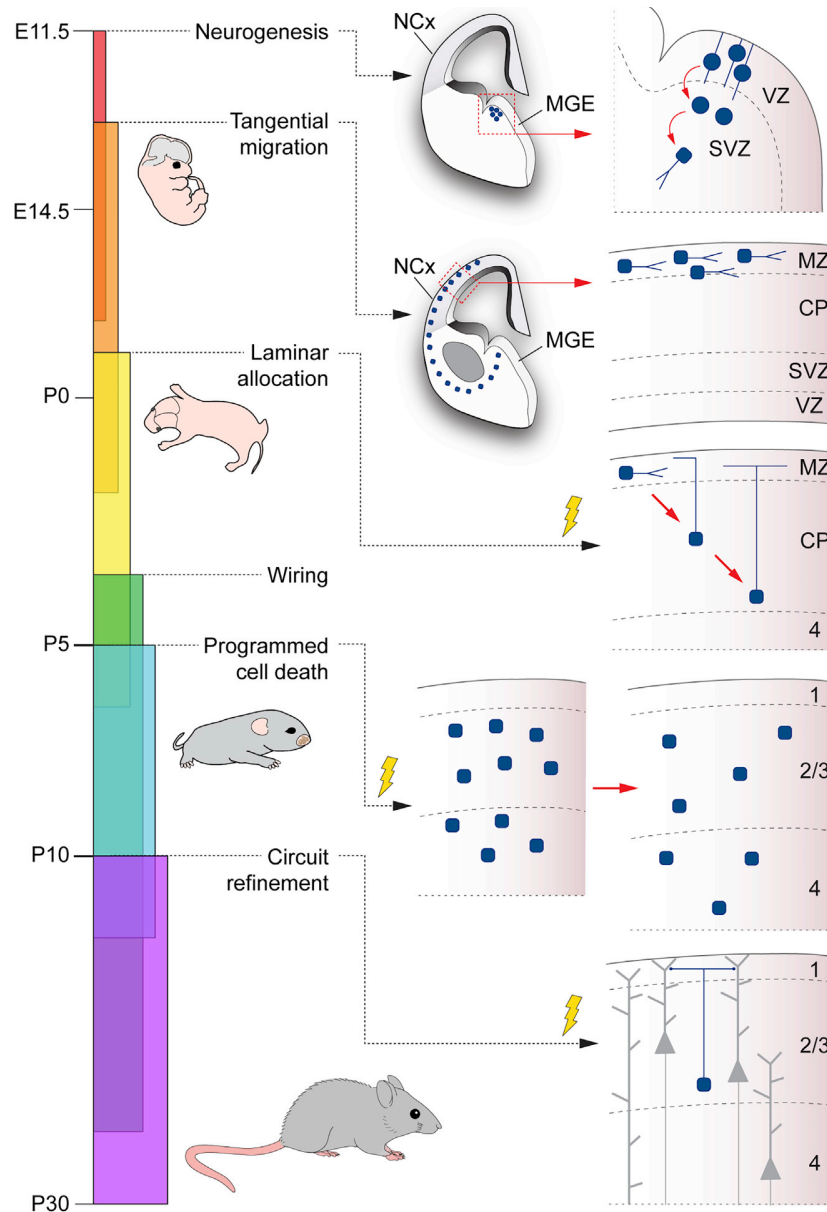 E11.5
Neurogenesis
NCx
MGE
VZ
SVZ
Tangential
migration
E14.5
NCx
MGE
MZ
CP
SVZ
VZ
Laminar
allocation
P0
MZ
CP
4
Wiring
P5
Programmed
cell death
1
2/3
4
P10
Circuit
refinement
1
2/3
4
P30